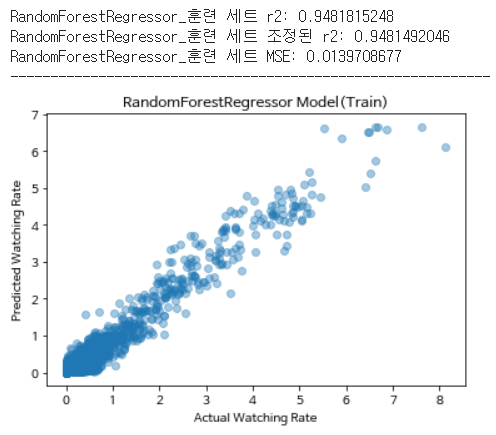 RandomForestRegressor_훈련 세트 r2: 0.9481815248
RandomForestRegressor_훈련 세트 조정된 r2: 0.9481492046
RandomForestRegressor_훈련 세트 MSE: 0.0139708677
RandomForestRegressor Model(Train)
7
6
5
4
3
2
1
0
Predicted Watching Rate
0 1 2 3 4 5 6 7 8
Actual Watching Rate